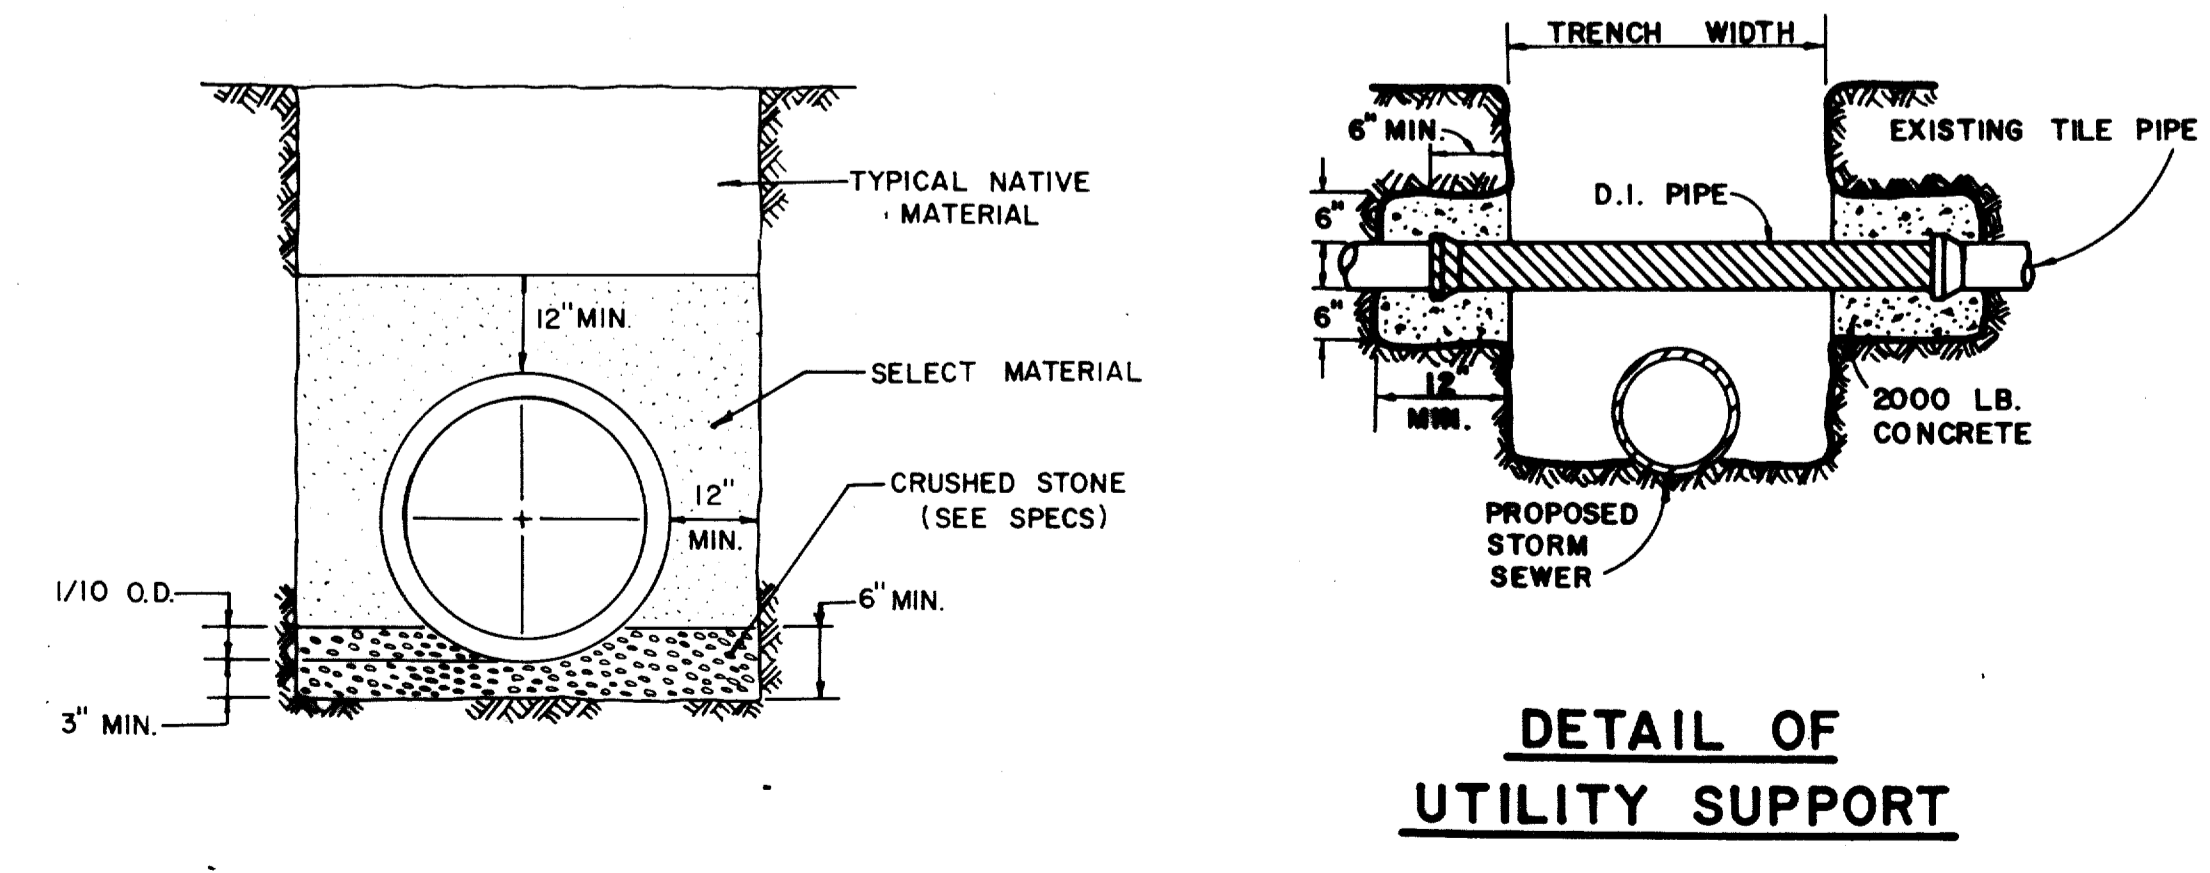 TYPICAL NATIVE
MATERIAL
12" MIN.
SELECT MATERIAL
12"
MIN.
CRUSHED STONE
(SEE SPECS)
1/10 O.D.
6" MIN.
3" MIN.
TRENCH WIDTH
6" MIN.
EXISTING TILE PIPE
D.I. PIPE
6"
6"
12"
MIN.
2000 LB.
CONCRETE
PROPOSED
STORM
SEWER
DETAIL OF
UTILITY SUPPORT